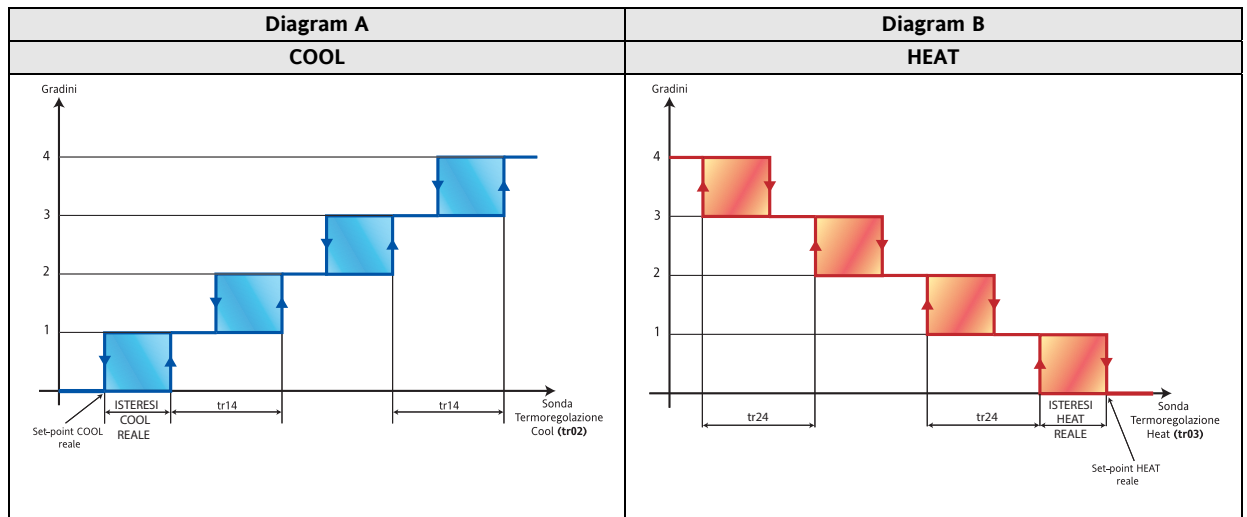 Diagram A
COOL
Gradini
4
3
2
1
ISTERESI
COOL
REALE
tr14
tr14
Set-point COOL
reale
Sonda
Termoregolazione
Cool (tr02)
Diagram B
HEAT
Gradini
4
3
2
1
tr24
tr24
ISTERESI
HEAT
REALE
Sonda
Termoregolazione
Heat (tr03)
Set-point HEAT
reale